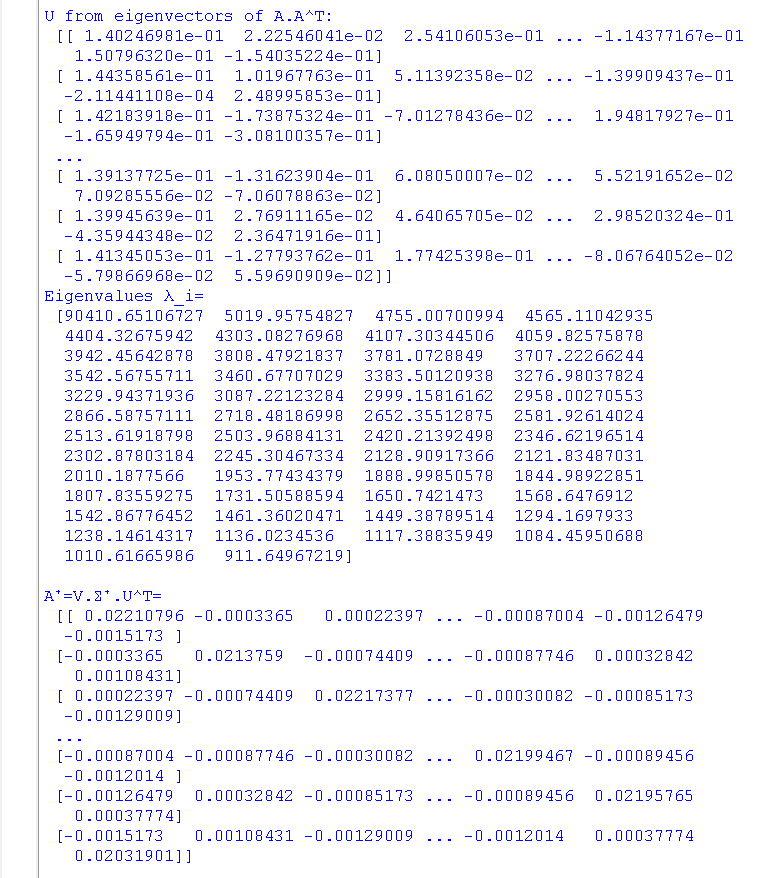 U from eigenvectors of A.A^T:
[[ 1.40246981e-01 2.22546041e-02 2.54106053e-01 ... -1.14377167e-01
1.50796320e-01 -1.54035224e-01]
[ 1.44358561e-01 1.01967763e-01 5.11392358e-02 ... -1.39909437e-01
-2.11441108e-04 2.48995853e-01]
[ 1.42183918e-01 -1.73875324e-01 -7.01278436e-02 ... 1.94817927e-01
-1.65949794e-01 -3.08100357e-01]
...
[ 1.39137725e-01 -1.31623904e-01 6.08050007e-02 ... 5.52191652e-02
7.09285556e-02 -7.06078863e-02]
[ 1.39945639e-01 2.76911165e-02 4.64065705e-02 ... 2.98520324e-01
-4.35944348e-02 2.36471916e-01]
[ 1.41345053e-01 -1.27793762e-01 1.77425398e-01 ... -8.06764052e-02
-5.79866968e-02 5.59690909e-02]]
Eigenvalues λ_i=
[90410.65106727 5019.95754827 4755.00700994 4565.11042935
4404.32675942 4303.08276968 4107.30344506 4059.82575878
3942.45642878 3808.47921837 3781.0728849 3707.22266244
3542.56755711 3460.67707029 3383.50120938 3276.98037824
3229.94371936 3087.22123284 2999.15816162 2958.00270553
2866.58757111 2718.48186998 2652.35512875 2581.92614024
2513.61918798 2503.96884131 2420.21392498 2346.62196514
2302.87803184 2245.30467334 2128.90917366 2121.83487031
2010.1877566 1953.77434379 1888.99850578 1844.98922851
1807.83559275 1731.50588594 1650.7421473 1568.6476912
1542.86776452 1461.36020471 1449.38789514 1294.1697933
1238.14614317 1136.0234536 1117.38835949 1084.45950688
1010.61665986 911.64967219]
A⁺=V.Σ⁺.U^T=
[[ 0.02210796 -0.0003365 0.00022397 ... -0.00087004 -0.00126479
-0.0015173 ]
[-0.0003365 0.0213759 -0.00074409 ... -0.00087746 0.00032842
0.00108431]
[ 0.00022397 -0.00074409 0.02217377 ... -0.00030082 -0.00085173
-0.00129009]
...
[-0.00087004 -0.00087746 -0.00030082 ... 0.02199467 -0.00089456
-0.0012014 ]
[-0.00126479 0.00032842 -0.00085173 ... -0.00089456 0.02195765
0.00037774]
[-0.0015173 0.00108431 -0.00129009 ... -0.0012014 0.00037774
0.02031901]]